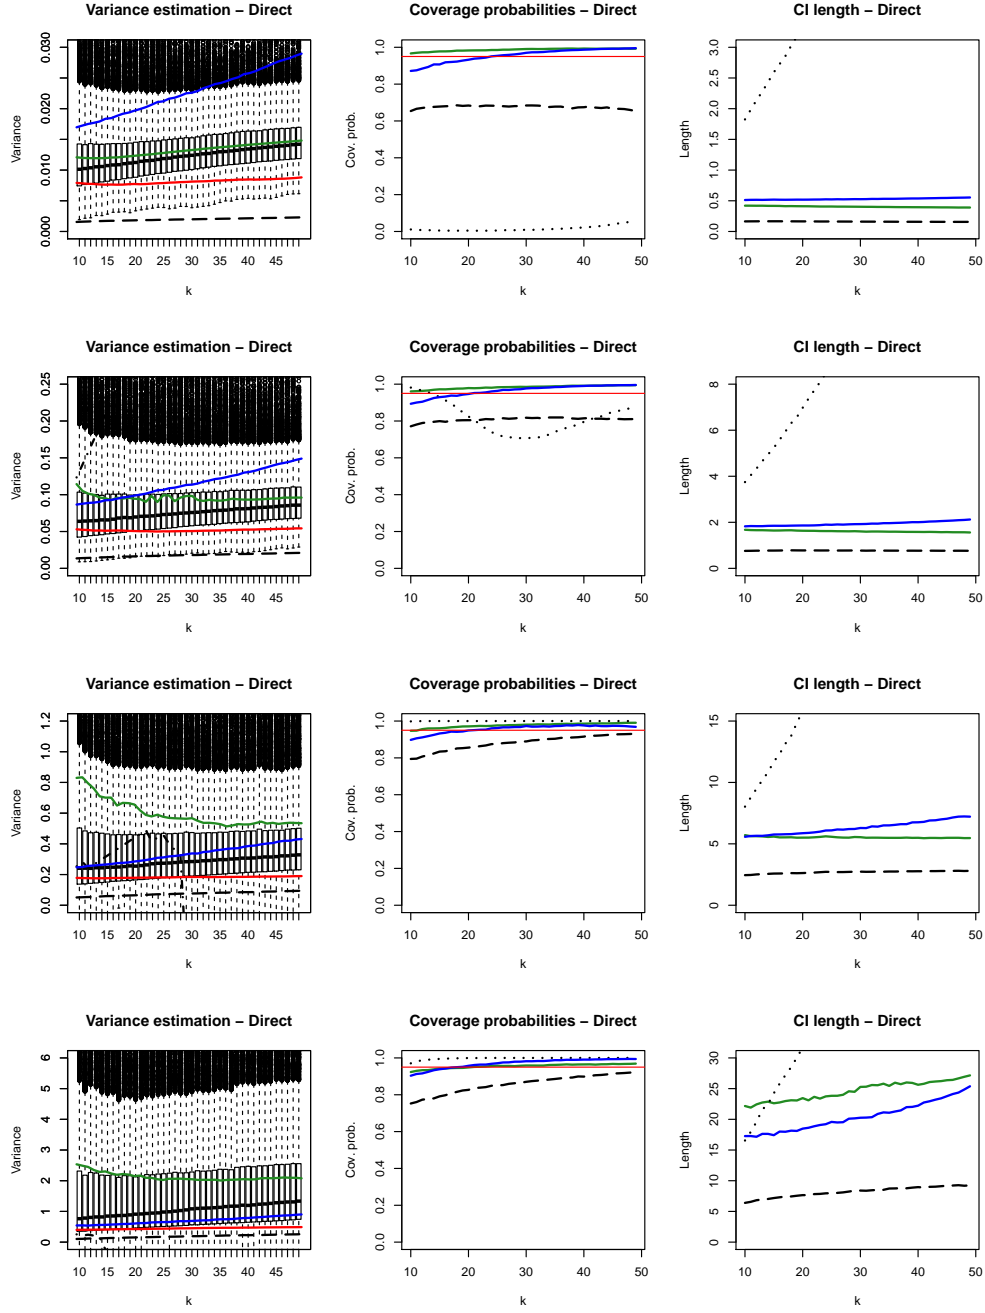 Variance estimation – Direct
Coverage probabilities – Direct
CI length – Direct
Variance
0.000 0.010 0.020 0.030
10 15 20 25 30 35 40 45
k
Cov. prob.
0.0 0.2 0.4 0.6 0.8 1.0
10 20 30 40 50
k
Length
0.0 0.5 1.0 1.5 2.0 2.5 3.0
10 20 30 40 50
k
Variance estimation – Direct
Coverage probabilities – Direct
CI length – Direct
Variance
0.00 0.05 0.10 0.15 0.20 0.25
10 15 20 25 30 35 40 45
k
Cov. prob.
0.0 0.2 0.4 0.6 0.8 1.0
10 20 30 40 50
k
Length
0 2 4 6 8
10 20 30 40 50
k
Variance estimation – Direct
Coverage probabilities – Direct
CI length – Direct
Variance
0.0 0.2 0.4 0.6 0.8 1.0 1.2
10 15 20 25 30 35 40 45
k
Cov. prob.
0.0 0.2 0.4 0.6 0.8 1.0
10 20 30 40 50
k
Length
0 5 10 15
10 20 30 40 50
k
Variance estimation – Direct
Coverage probabilities – Direct
CI length – Direct
Variance
0 1 2 3 4 5 6
10 15 20 25 30 35 40 45
k
Cov. prob.
0.0 0.2 0.4 0.6 0.8 1.0
10 20 30 40 50
k
Length
0 5 10 15 20 25 30
10 20 30 40 50
k